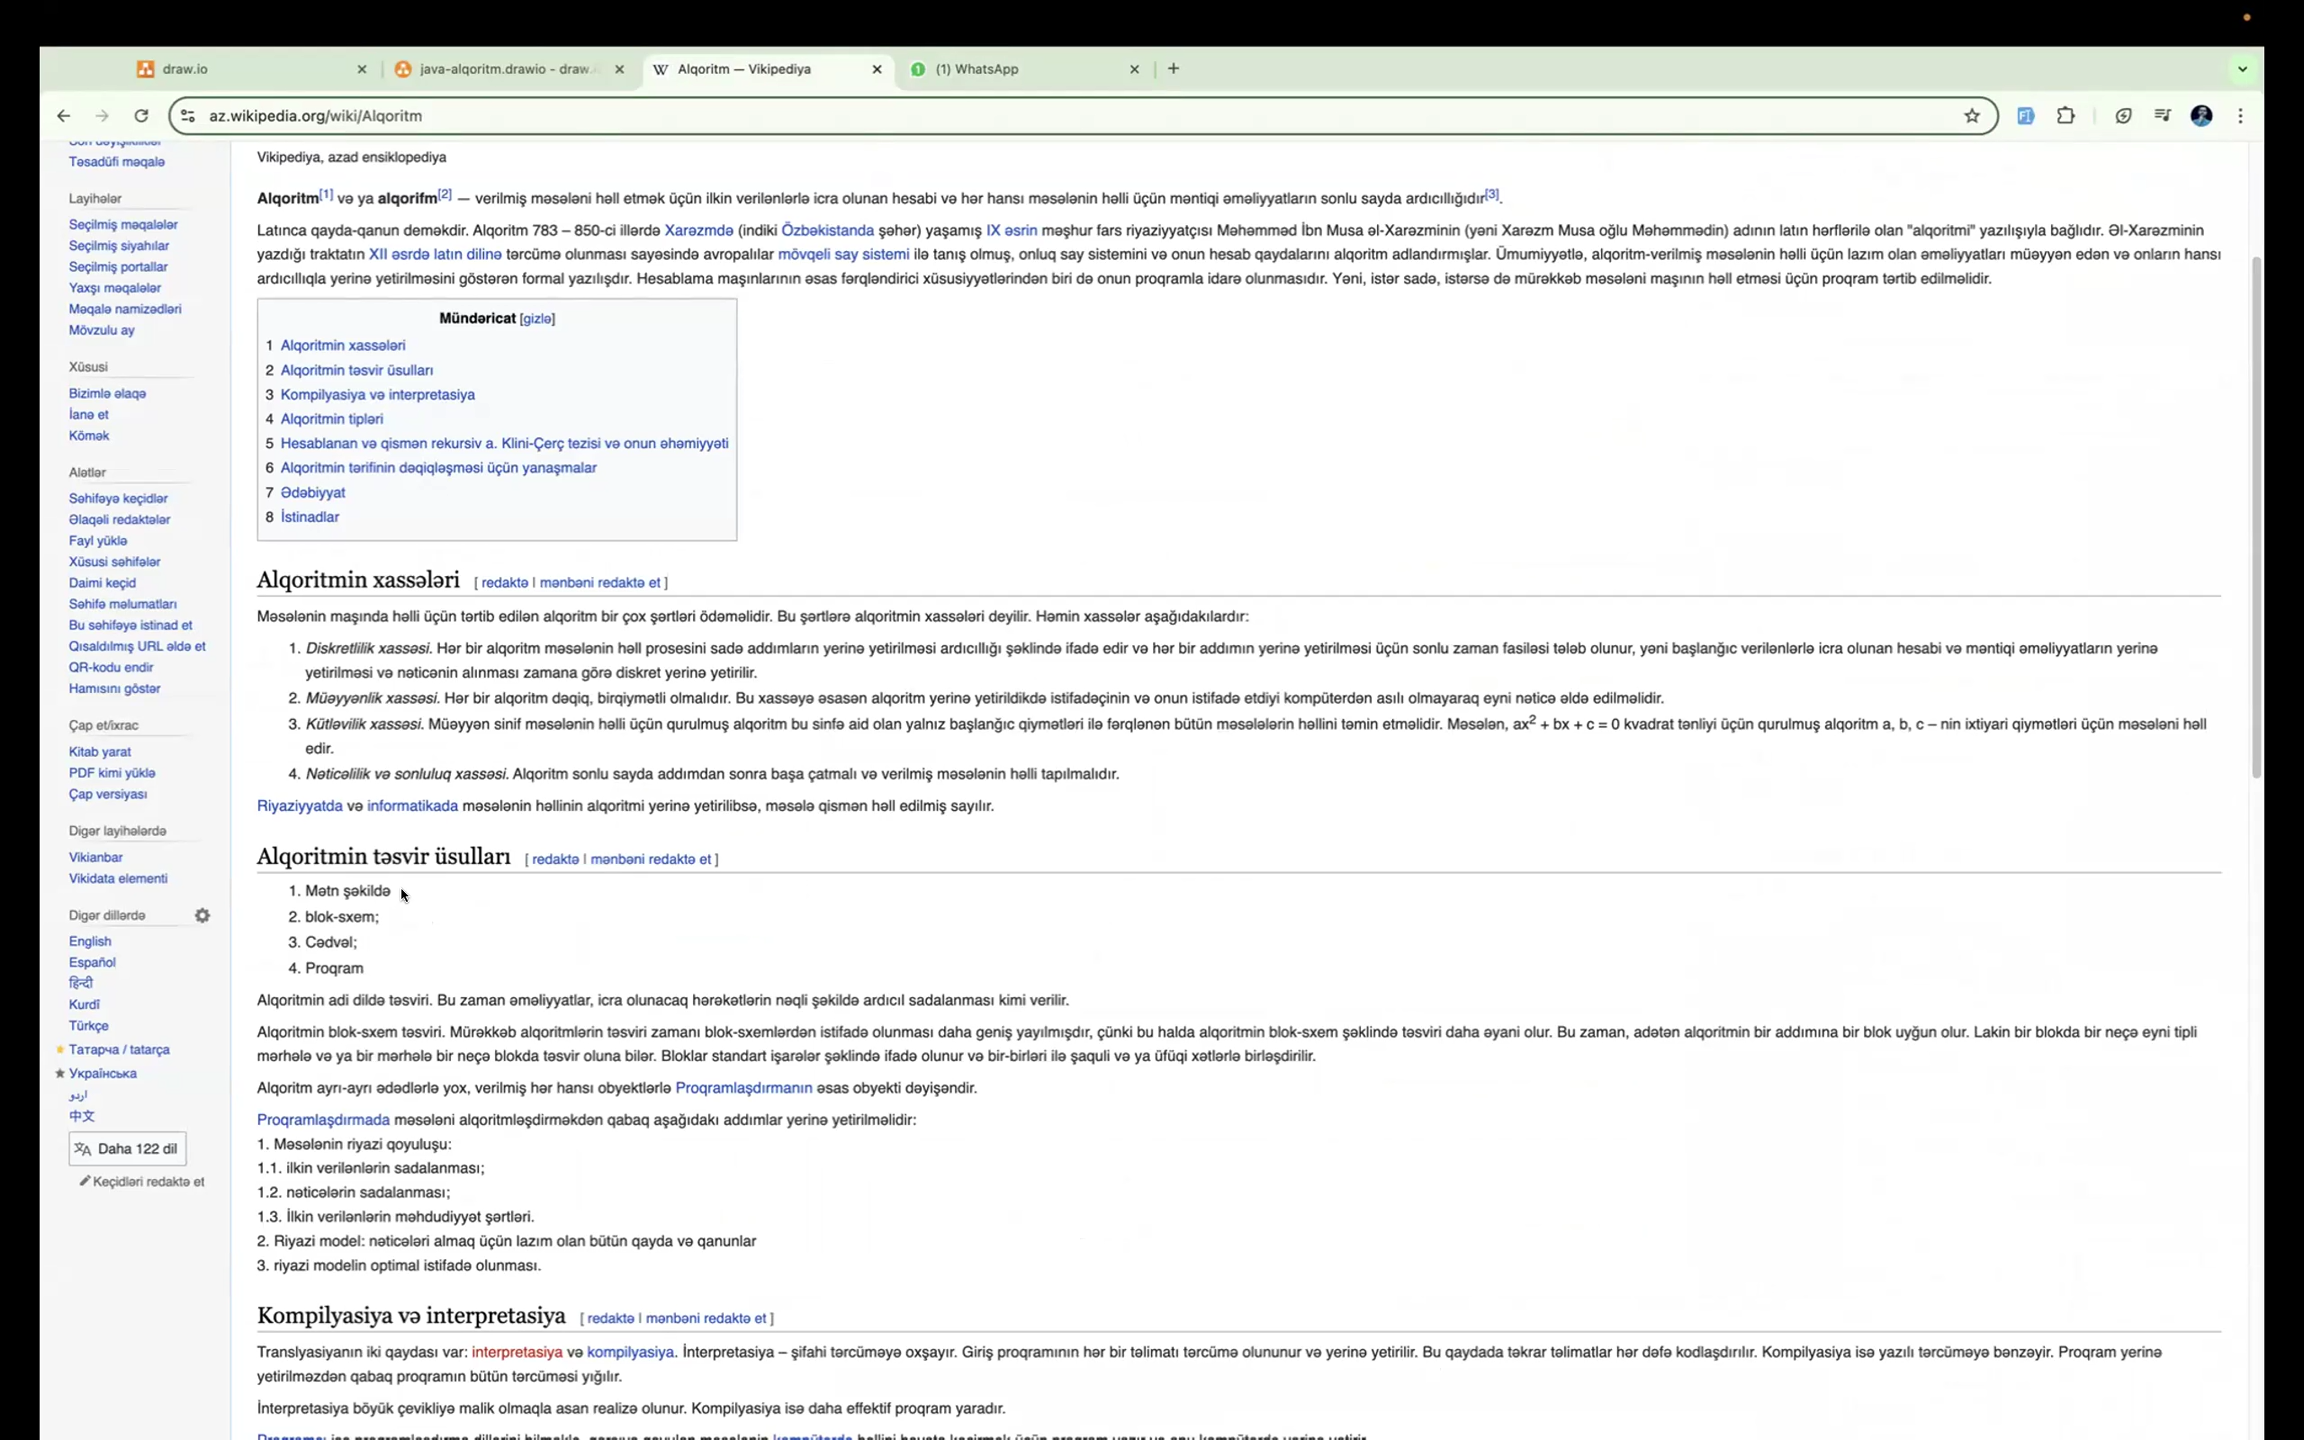 draw.io
java-alqoritm.drawio - draw.
Alqoritm — Vikipediya
(1) WhatsApp
az.wikipedia.org/wiki/Alqoritm
Son dəyişikliklər
Təsadüfi məqalə
Layihələr
Seçilmiş məqalələr
Seçilmiş siyahılar
Seçilmiş portallar
Yaxşı məqalələr
Məqalə namizədləri
Mövzulu ay
Xüsusi
Bizimlə əlaqə
İanə et
Kömək
Alətlər
Səhifəyə keçidlər
Əlaqəli redaktələr
Fayl yüklə
Xüsusi səhifələr
Daimi keçid
Səhifə məlumatları
Bu səhifəyə istinad et
Qısaldılmış URL əldə et
QR-kodu endir
Hamısını göstər
Çap et/ixrac
Kitab yarat
PDF kimi yüklə
Çap versiyası
Digər layihələrdə
Vikianbar
Vikidata elementi
Digər dillərdə
English
Español
हिन्दी
Kurdî
Türkçe
Татарча / tatarça
Українська
اردو
中文
Daha 122 dil
Keçidləri redaktə et
Vikipediya, azad ensiklopediya
Alqoritm[1] və ya alqorifm[2] — verilmiş məsələni həll etmək üçün ilkin verilənlərlə icra olunan hesabi və hər hansı məsələnin həlli üçün məntiqi əməliyyatların sonlu sayda ardıcıllığıdır[3].
Latınca qayda-qanun deməkdir. Alqoritm 783 – 850-ci illərdə Xarəzmdə (indiki Özbəkistanda şəhər) yaşamış IX əsrin məşhur fars riyaziyyatçısı Məhəmməd İbn Musa əl-Xarəzminin (yəni Xarəzm Musa oğlu Məhəmmədin) adının latın hərflərilə olan "alqoritmi" yazılışıyla bağlıdır. Əl-Xarəzminin
yazdığı traktatın XII əsrdə latın dilinə tərcümə olunması sayəsində avropalılar mövqeli say sistemi ilə tanış olmuş, onluq say sistemini və onun hesab qaydalarını alqoritm adlandırmışlar. Ümumiyyətlə, alqoritm-verilmiş məsələnin həlli üçün lazım olan əməliyyatları müəyyən edən və onların hansı
ardıcıllıqla yerinə yetirilməsini göstərən formal yazılışdır. Hesablama maşınlarının əsas fərqləndirici xüsusiyyətlərindən biri də onun proqramla idarə olunmasıdır. Yəni, istər sadə, istərsə də mürəkkəb məsələni maşının həll etməsi üçün proqram tərtib edilməlidir.
Mündəricat [gizlə]
1 Alqoritmin xassələri
2 Alqoritmin təsvir üsulları
3 Kompilyasiya və interpretasiya
4 Alqoritmin tipləri
5 Hesablanan və qismən rekursiv a. Klini-Çerç tezisi və onun əhəmiyyəti
6 Alqoritmin tərifinin dəqiqləşməsi üçün yanaşmalar
7 Ədəbiyyat
8 İstinadlar
Alqoritmin xassələri [ redaktə | mənbəni redaktə et ]
Məsələnin maşında həlli üçün tərtib edilən alqoritm bir çox şərtləri ödəməlidir. Bu şərtlərə alqoritmin xassələri deyilir. Həmin xassələr aşağıdakılardır:
1. Diskretlilik xassəsi. Hər bir alqoritm məsələnin həll prosesini sadə addımların yerinə yetirilməsi ardıcıllığı şəklində ifadə edir və hər bir addımın yerinə yetirilməsi üçün sonlu zaman fasiləsi tələb olunur, yəni başlanğıc verilənlərlə icra olunan hesabi və məntiqi əməliyyatların yerinə
yetirilməsi və nəticənin alınması zamana görə diskret yerinə yetirilir.
2. Müəyyənlik xassəsi. Hər bir alqoritm dəqiq, birqiymətli olmalıdır. Bu xassəyə əsasən alqoritm yerinə yetirildikdə istifadəçinin və onun istifadə etdiyi kompüterdən asılı olmayaraq eyni nəticə əldə edilməlidir.
3. Kütləvilik xassəsi. Müəyyən sinif məsələnin həlli üçün qurulmuş alqoritm bu sinfə aid olan yalnız başlanğıc qiymətləri ilə fərqlənən bütün məsələlərin həllini təmin etməlidir. Məsələn, ax² + bx + c = 0 kvadrat tənliyi üçün qurulmuş alqoritm a, b, c – nin ixtiyari qiymətləri üçün məsələni həll
edir.
4. Nəticəlilik və sonluluq xassəsi. Alqoritm sonlu sayda addımdan sonra başa çatmalı və verilmiş məsələnin həlli tapılmalıdır.
Riyaziyyatda və informatikada məsələnin həllinin alqoritmi yerinə yetirilibsə, məsələ qismən həll edilmiş sayılır.
Alqoritmin təsvir üsulları [ redaktə | mənbəni redaktə et ]
1. Mətn şəkildə
2. blok-sxem;
3. Cədvəl;
4. Proqram
Alqoritmin adi dildə təsviri. Bu zaman əməliyyatlar, icra olunacaq hərəkətlərin nəqli şəkildə ardıcıl sadalanması kimi verilir.
Alqoritmin blok-sxem təsviri. Mürəkkəb alqoritmlərin təsviri zamanı blok-sxemlərdən istifadə olunması daha geniş yayılmışdır, çünki bu halda alqoritmin blok-sxem şəklində təsviri daha əyani olur. Bu zaman, adətən alqoritmin bir addımına bir blok uyğun olur. Lakin bir blokda bir neçə eyni tipli
mərhələ və ya bir mərhələ bir neçə blokda təsvir oluna bilər. Bloklar standart işarələr şəklində ifadə olunur və bir-birləri ilə şaquli və ya üfüqi xətlərlə birləşdirilir.
Alqoritm ayrı-ayrı ədədlərlə yox, verilmiş hər hansı obyektlərlə Proqramlaşdırmanın əsas obyekti dəyişəndir.
Proqramlaşdırmada məsələni alqoritmləşdirməkdən qabaq aşağıdakı addımlar yerinə yetirilməlidir:
1. Məsələnin riyazi qoyuluşu:
1.1. ilkin verilənlərin sadalanması;
1.2. nəticələrin sadalanması;
1.3. İlkin verilənlərin məhdudiyyət şərtləri.
2. Riyazi model: nəticələri almaq üçün lazım olan bütün qayda və qanunlar
3. riyazi modelin optimal istifadə olunması.
Kompilyasiya və interpretasiya [ redaktə | mənbəni redaktə et ]
Translyasiyanın iki qaydası var: interpretasiya və kompilyasiya. İnterpretasiya – şifahi tərcüməyə oxşayır. Giriş proqramının hər bir təlimatı tərcümə olununur və yerinə yetirilir. Bu qaydada təkrar təlimatlar hər dəfə kodlaşdırılır. Kompilyasiya isə yazılı tərcüməyə bənzəyir. Proqram yerinə
yetirilməzdən qabaq proqramın bütün tərcüməsi yığılır.
İnterpretasiya böyük çevikliyə malik olmaqla asan realizə olunur. Kompilyasiya isə daha effektif proqram yaradır.